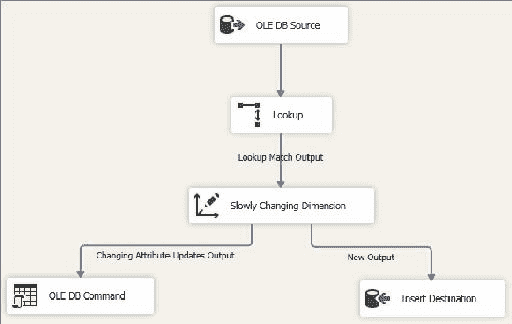 OLE DB Source
Lookup
Lookup Match Output
Slowly Changing Dimension
Changing Attribute Updates Output
New Output
OLE DB Command
Insert Destination